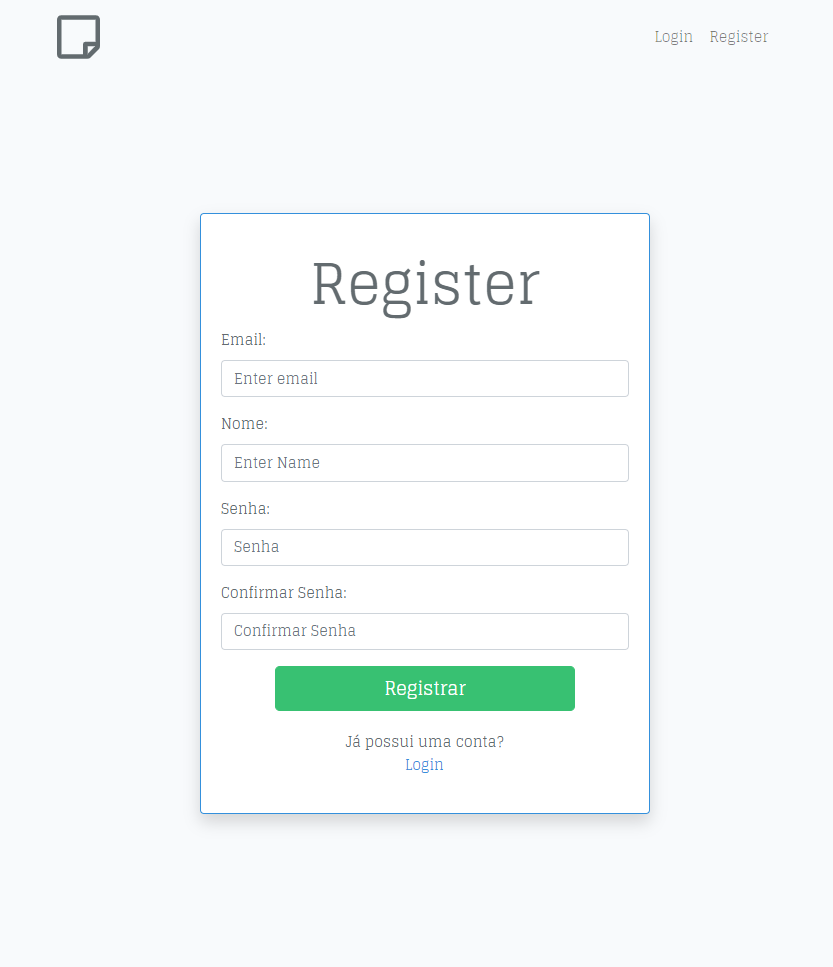 Login Register
Register
Email:
Enter email
Nome:
Enter Name
Senha:
Senha
Confirmar Senha:
Confirmar Senha
Registrar
Já possui uma conta?
Login